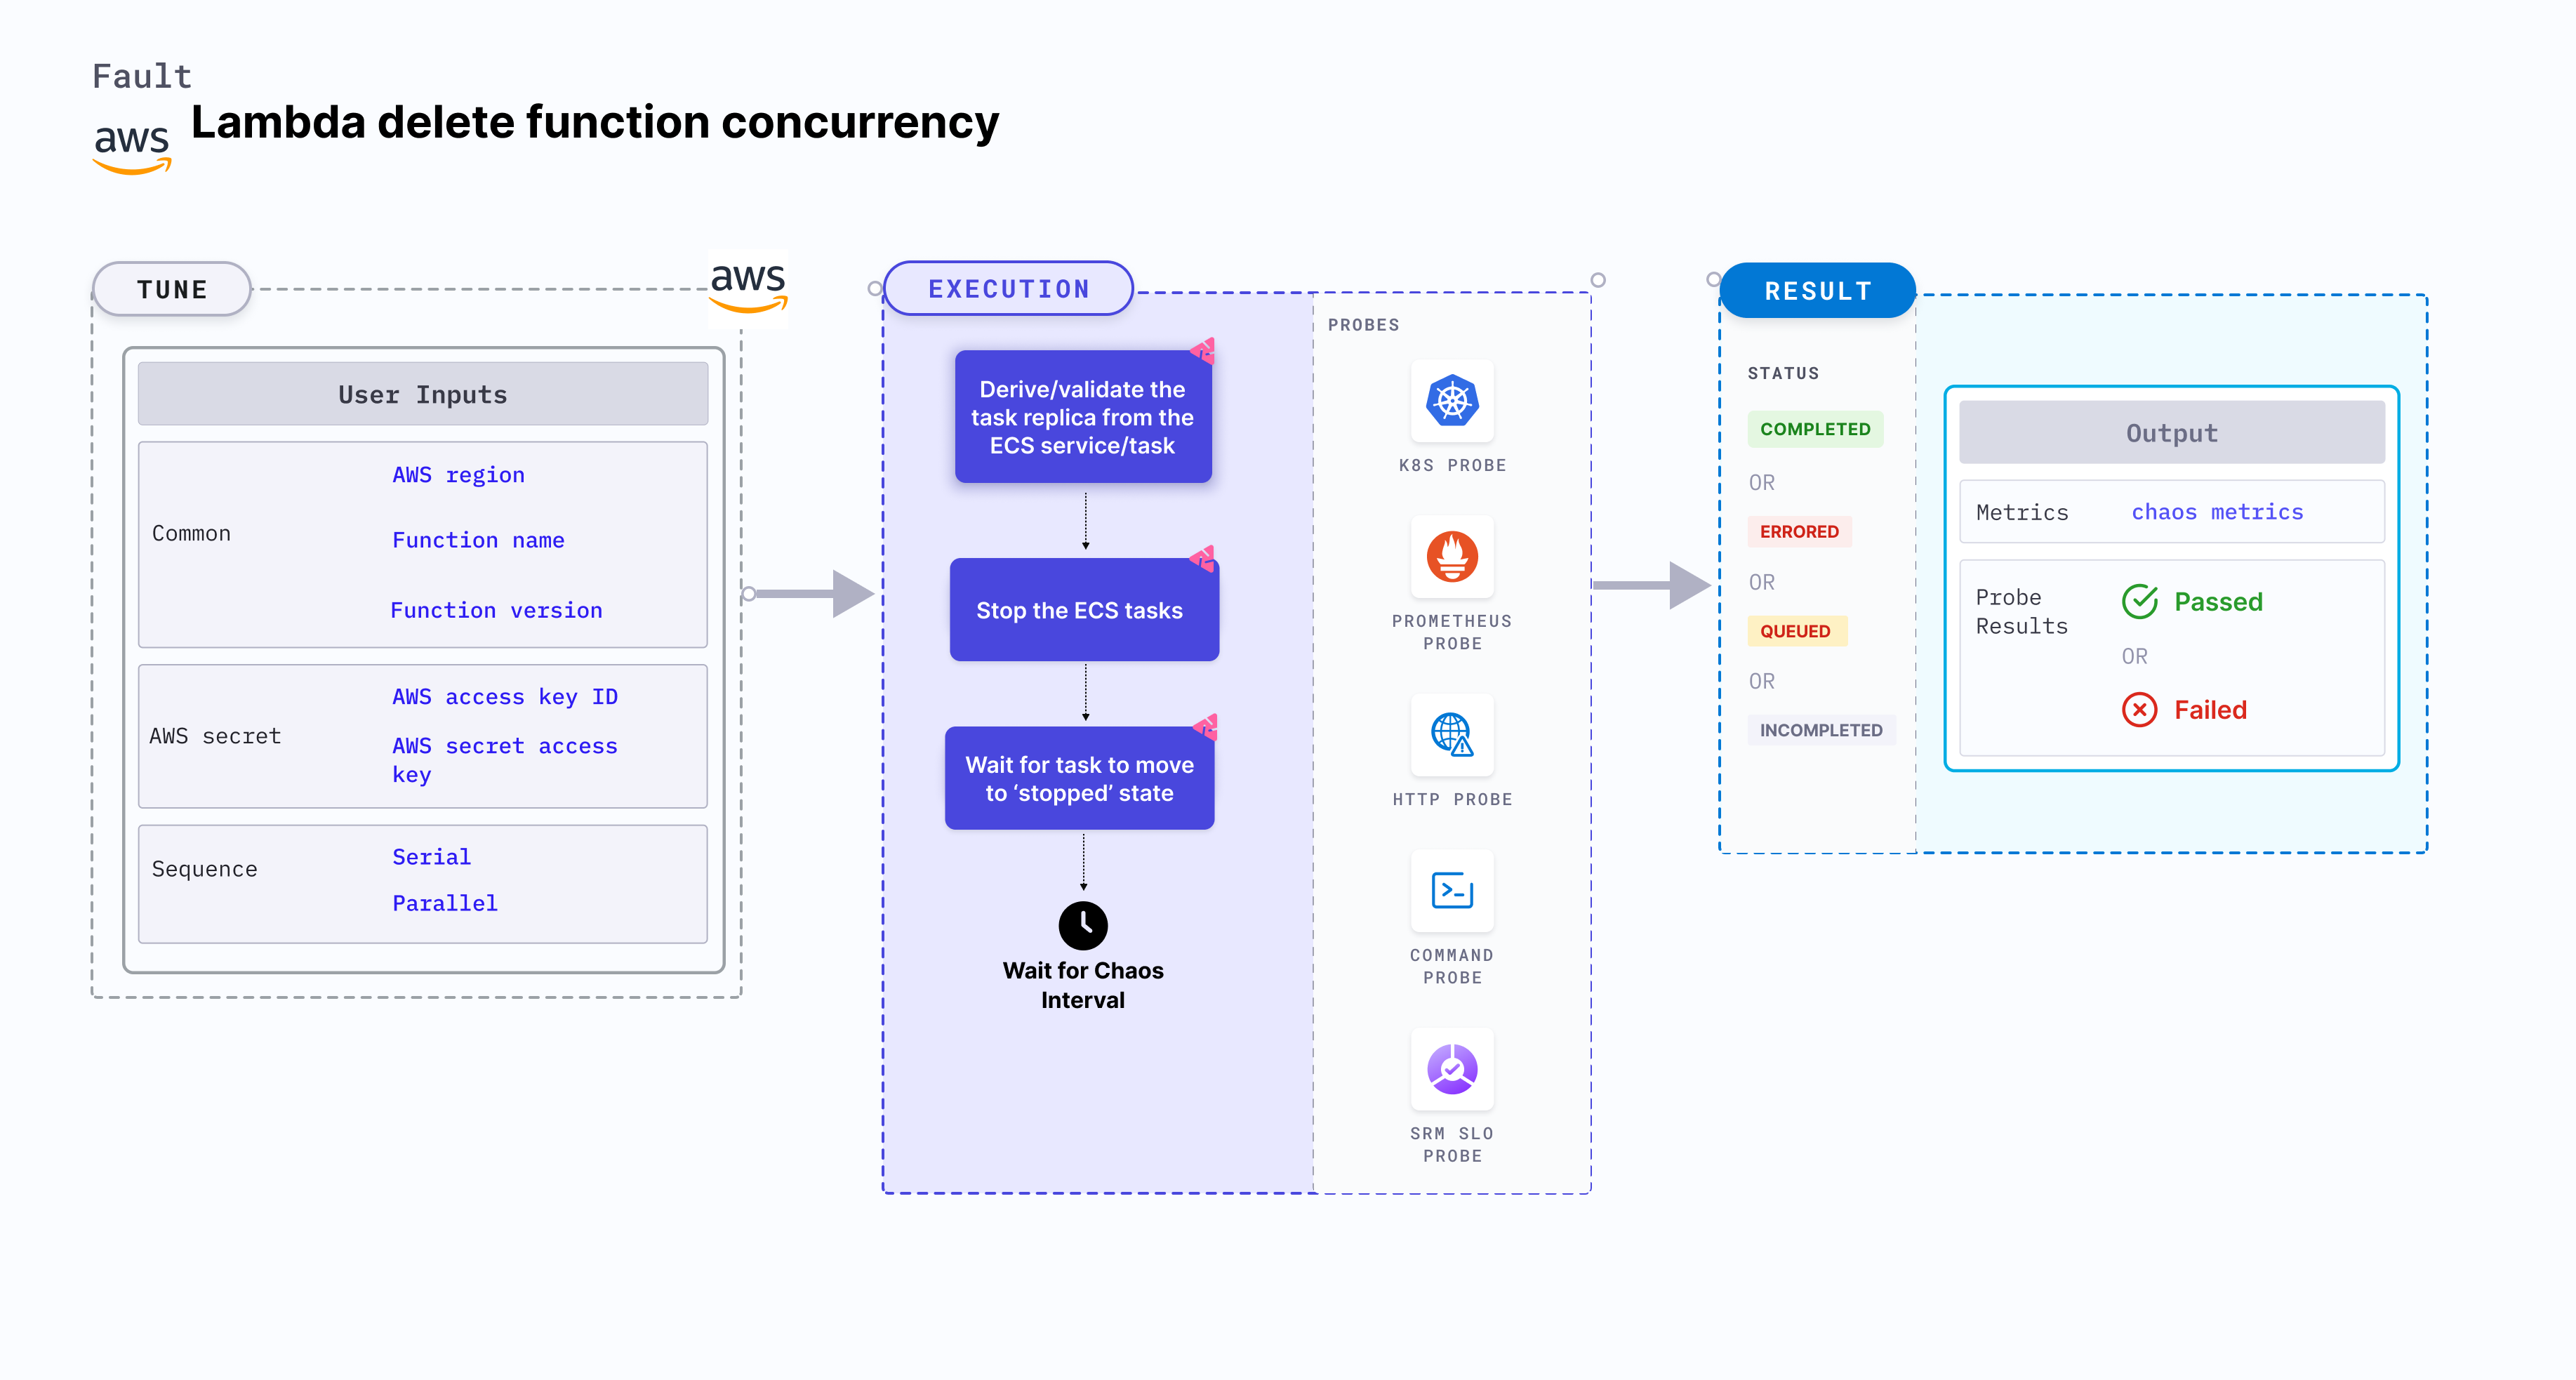 Fault
aws
Lambda delete function concurrency
TUNE
aws
User Inputs
Common
AWS region
Function name
Function version
AWS secret
AWS access key ID
AWS secret access
key
Sequence
Serial
Parallel
EXECUTION
Derive/validate the
task replica from the
ECS service/task
Stop the ECS tasks
Wait for task to move
to ‘stopped’ state
Wait for Chaos
Interval
PROBES
K8S PROBE
PROMETHEUS
PROBE
HTTP PROBE
COMMAND
PROBE
SRM SLO
PROBE
RESULT
STATUS
COMPLETED
OR
ERRORED
OR
QUEUED
OR
INCOMPLETED
Output
Metrics
chaos metrics
Probe
Results
Passed
OR
Failed